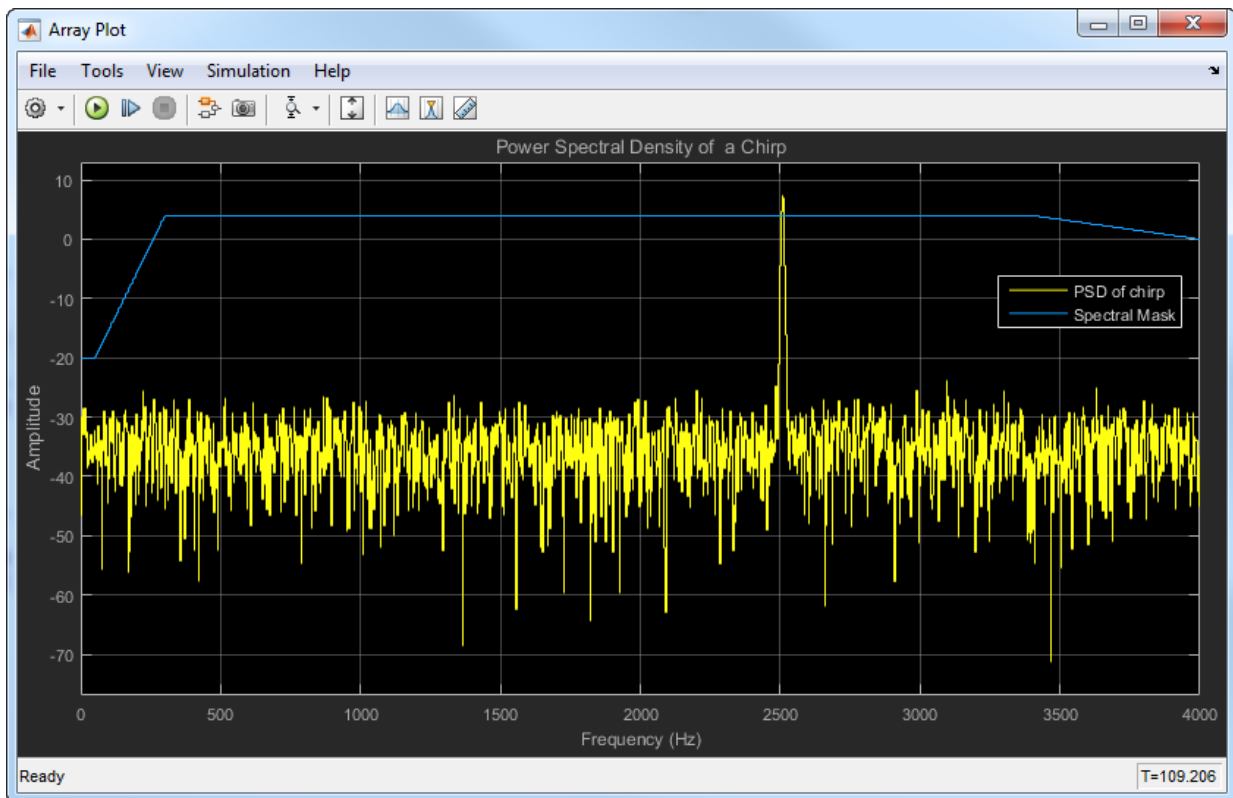 Array Plot
File Tools View Simulation Help
Power Spectral Density of a Chirp
10
0
-10
-20
-30
-40
-50
-60
-70
Amplitude
PSD of chirp
Spectral Mask
0 500 1000 1500 2000 2500 3000 3500 4000
Frequency (Hz)
Ready T=109.206